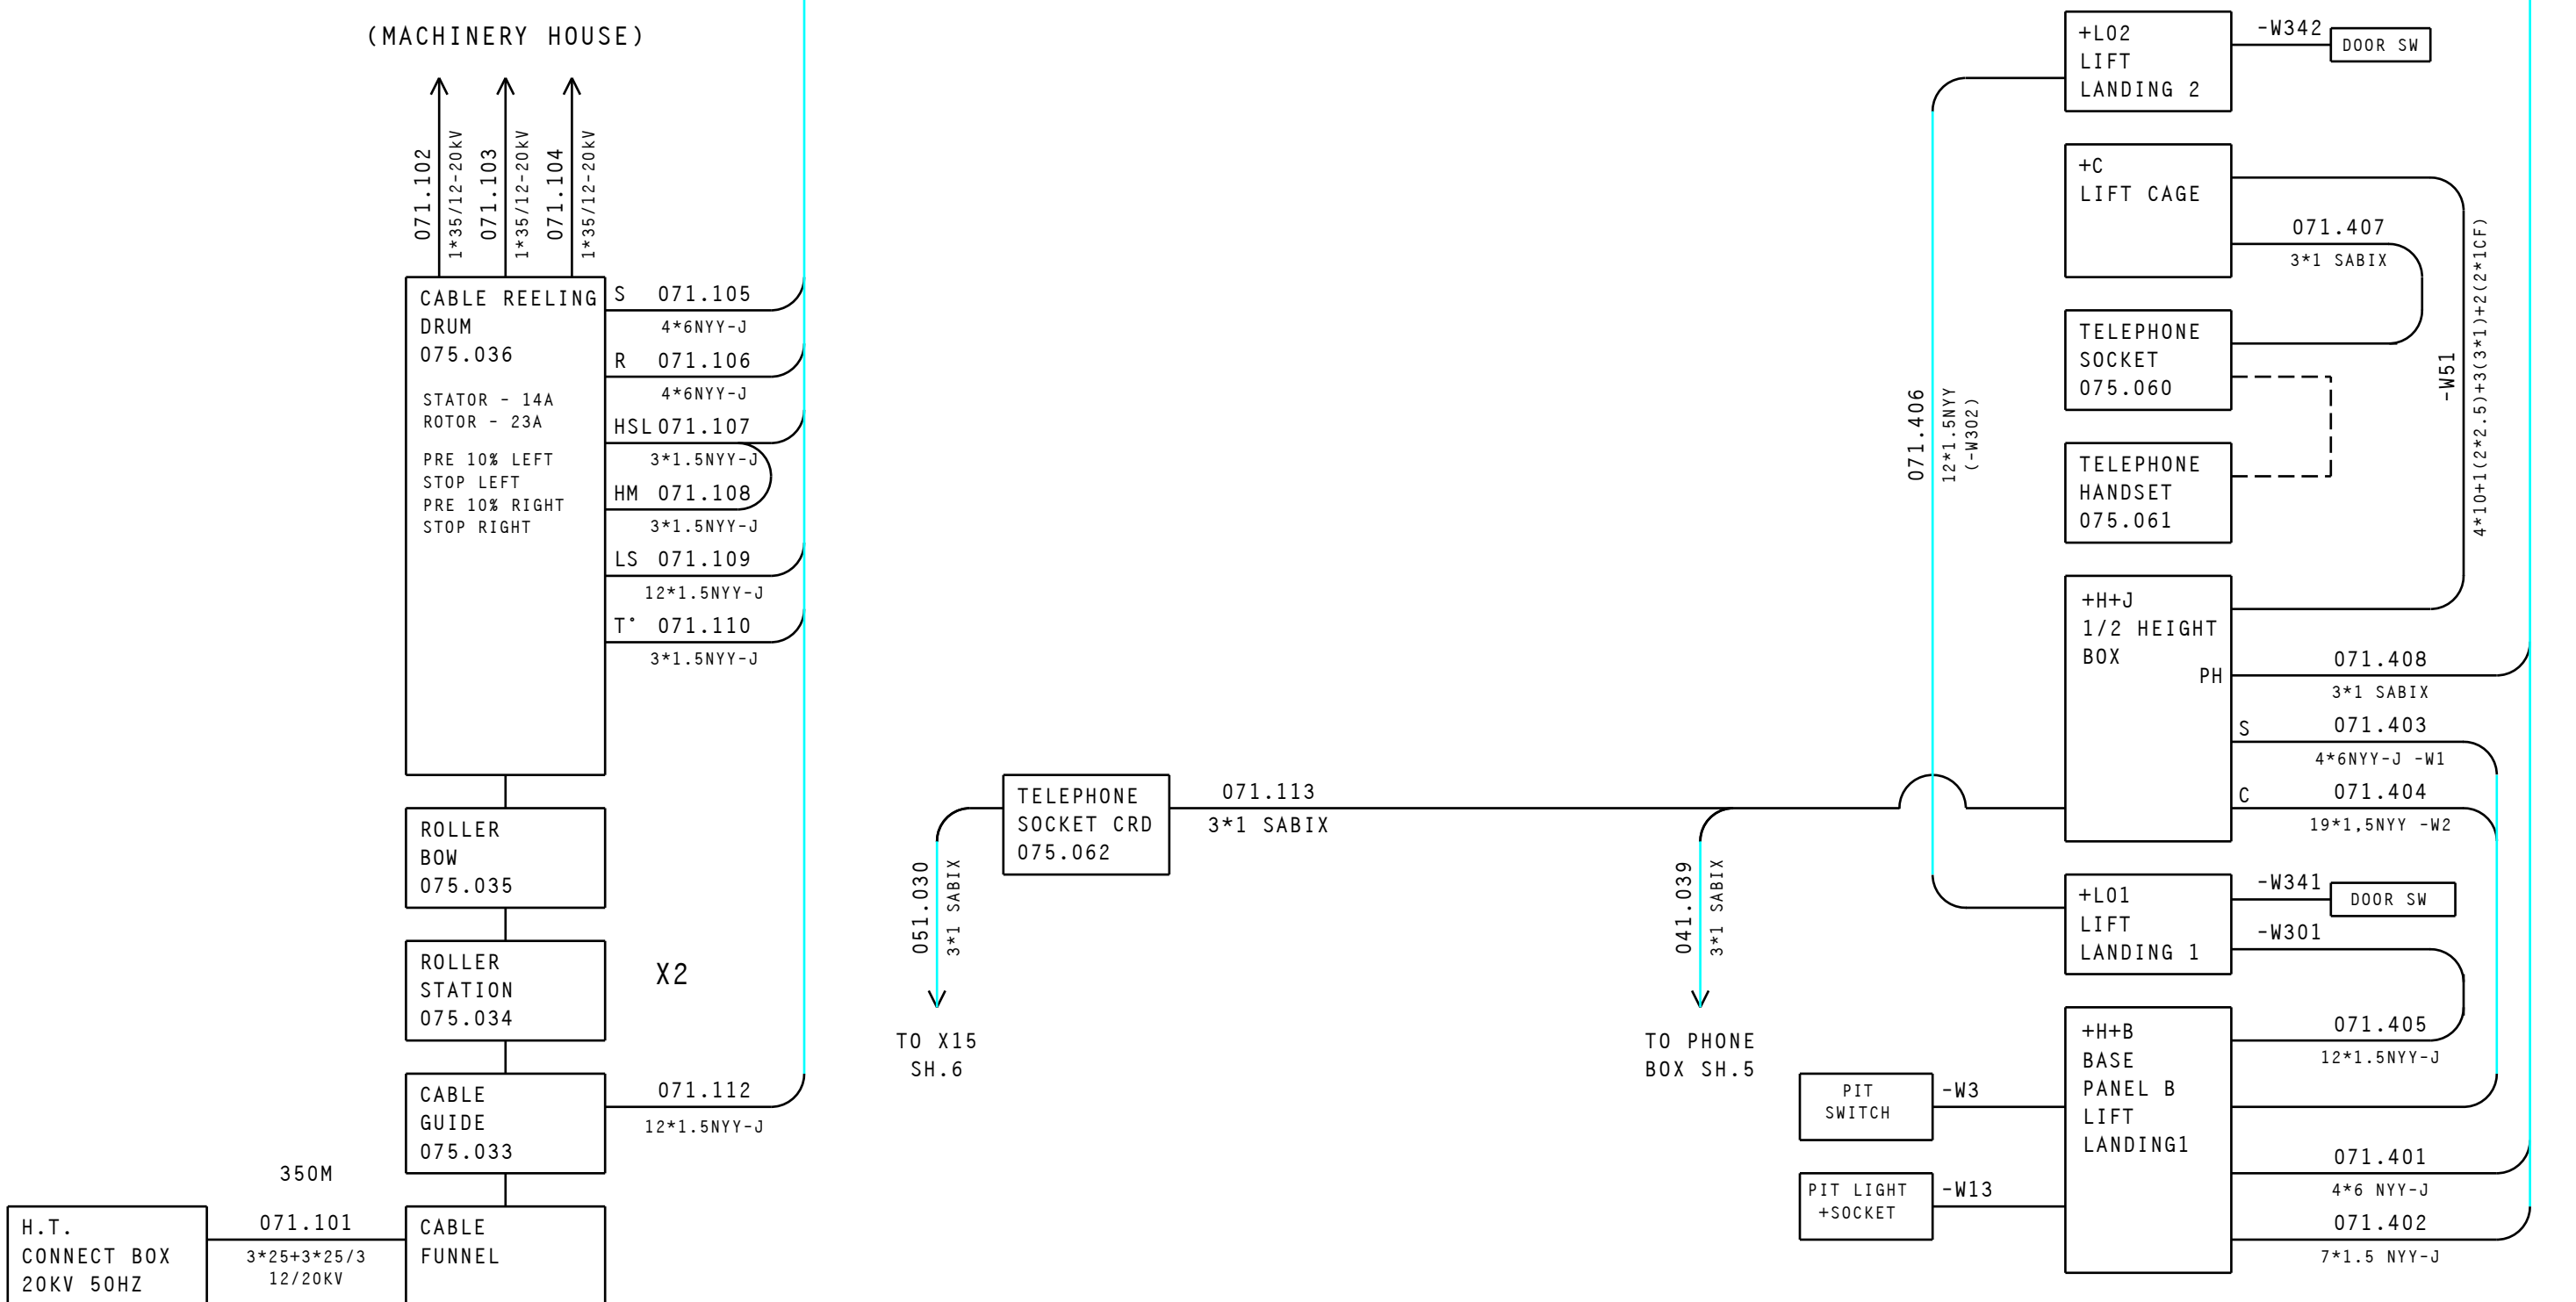 (MACHINERY HOUSE)
071.102
1*35/12-20kV
071.103
1*35/12-20kV
071.104
1*35/12-20kV
CABLE REELING
DRUM
075.036
STATOR - 14A
ROTOR - 23A
PRE 10% LEFT
STOP LEFT
PRE 10% RIGHT
STOP RIGHT
S 071.105
4*6NYY-J
R 071.106
4*6NYY-J
HSL 071.107
3*1.5NYY-J
HM 071.108
3*1.5NYY-J
LS 071.109
12*1.5NYY-J
T° 071.110
3*1.5NYY-J
ROLLER
BOW
075.035
ROLLER
STATION
075.034
X2
CABLE
GUIDE
075.033
071.112
12*1.5NYY-J
350M
H.T.
CONNECT BOX
20KV 50HZ
071.101
3*25+3*25/3
12/20KV
CABLE
FUNNEL
TELEPHONE
SOCKET CRD
075.062
071.113
3*1 SABIX
051.030
3*1 SABIX
TO X15
SH.6
041.039
3*1 SABIX
TO PHONE
BOX SH.5
071.406
12*1.5NYY
(-W302)
+LO2
LIFT
LANDING 2
-W342
DOOR SW
+C
LIFT CAGE
071.407
3*1 SABIX
TELEPHONE
SOCKET
075.060
TELEPHONE
HANDSET
075.061
-W51
4*10+1(2*2.5)+3(3*1)+2(2*1CF)
+H+J
1/2 HEIGHT
BOX
PH
071.408
3*1 SABIX
S 071.403
4*6NYY-J -W1
C 071.404
19*1,5NYY -W2
+LO1
LIFT
LANDING 1
-W341
DOOR SW
-W301
+H+B
BASE
PANEL B
LIFT
LANDING1
071.405
12*1.5NYY-J
PIT
SWITCH
-W3
PIT LIGHT
+SOCKET
-W13
071.401
4*6 NYY-J
071.402
7*1.5 NYY-J